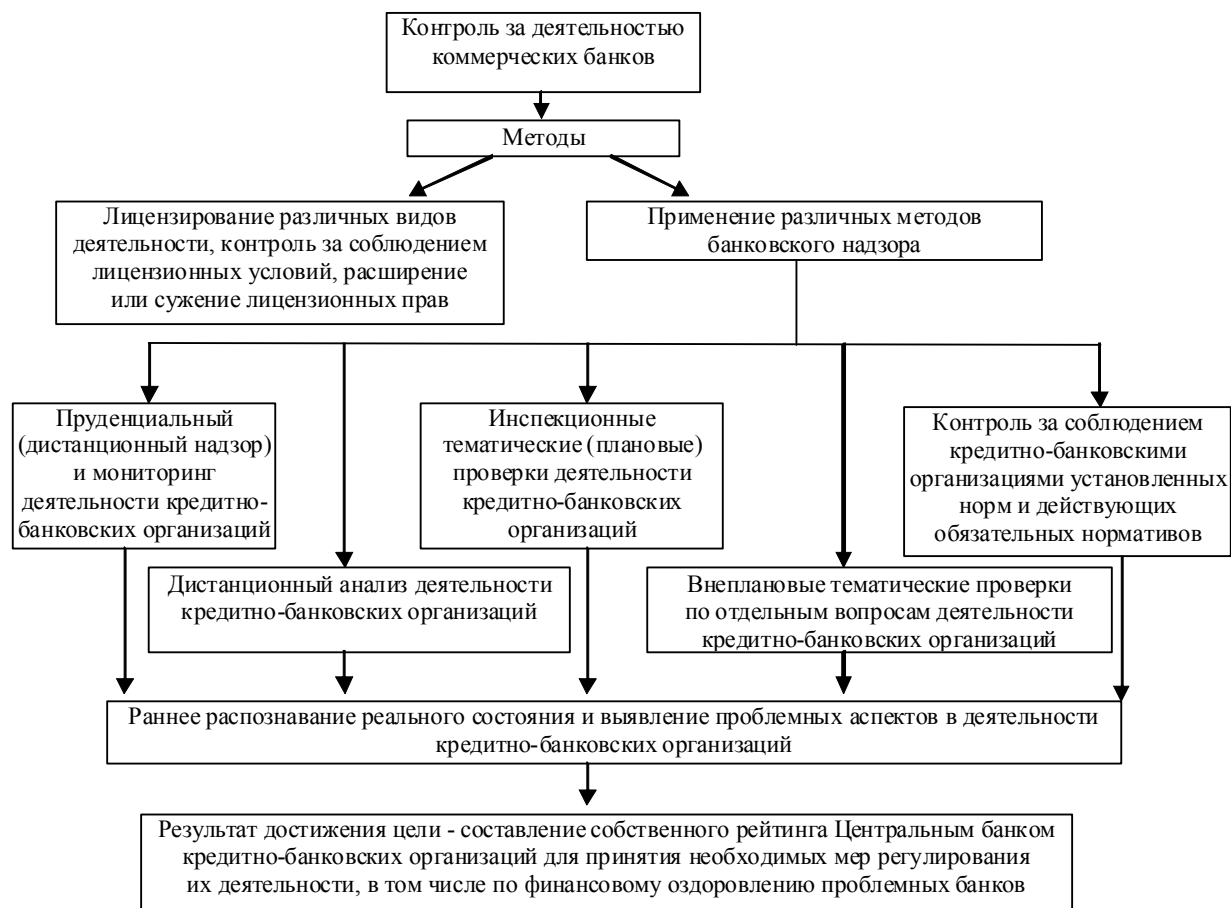 Контроль за деятельностью
коммерческих банков
Методы
Лицензирование различных видов
деятельности, контроль за соблюдением
лицензионных условий, расширение
или сужение лицензионных прав
Применение различных методов
банковского надзора
Пруденциальный
(дистанционный надзор)
и мониторинг
деятельности кредитно-
банковских организаций
Инспекционные
тематические (плановые)
проверки деятельности
кредитно-банковских
организаций
Контроль за соблюдением
кредитно-банковскими
организациями установленных
норм и действующих
обязательных нормативов
Дистанционный анализ деятельности
кредитно-банковских организаций
Внеплановые тематические проверки
по отдельным вопросам деятельности
кредитно-банковских организаций
Раннее распознавание реального состояния и выявление проблемных аспектов в деятельности
кредитно-банковских организаций
Результат достижения цели - составление собственного рейтинга Центральным банком
кредитно-банковских организаций для принятия необходимых мер регулирования
их деятельности, в том числе по финансовому оздоровлению проблемных банков